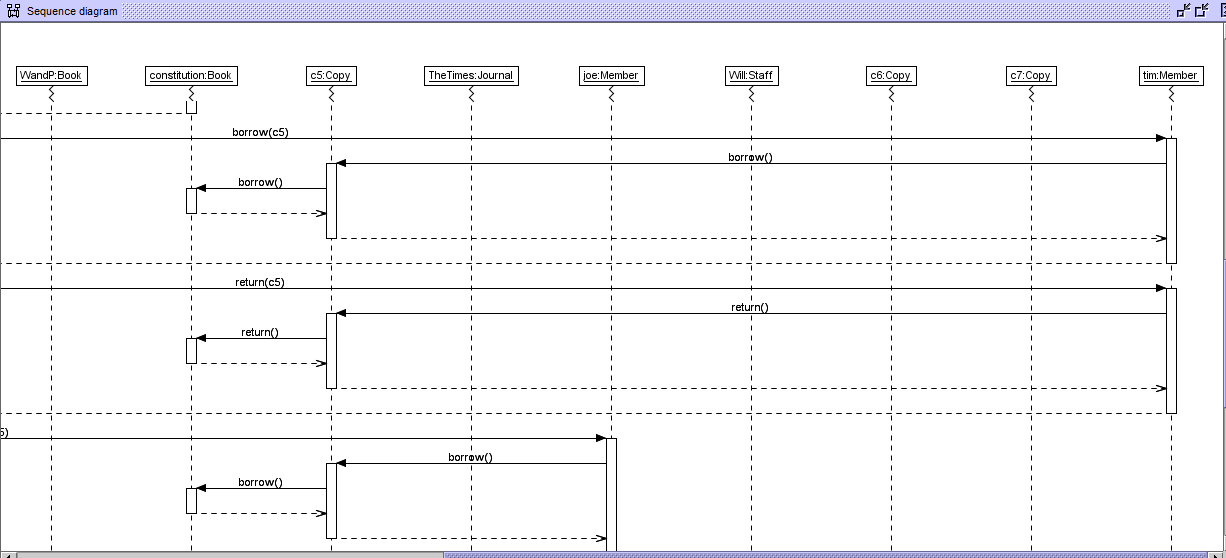 Sequence diagram
WandP:Book constitution:Book c5:Copy TheTimes:Journal joe:Member Will:Staff c6:Copy c7:Copy tim:Member
borrow(c5)
borrow()
borrow()
return(c5)
return()
return()
5)
borrow()
borrow()